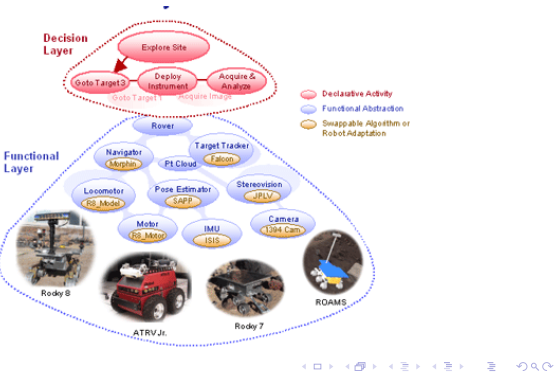 Decision
Layer
Explore Site
Goto Target 3
Deploy
Instrument
Acquire &
Analyze
Goto Target 1
Acquire Image
Declarative Activity
Functional Abstraction
Swappable Algorithm or
Robot Adaptation
Functional
Layer
Rover
Navigator
Morphin
Pt Cloud
Target Tracker
Falcon
Locomotor
R8_Model
Pose Estimator
SAPP
Stereovision
JPLV
Motor
R8_Motor
IMU
ISIS
Camera
1394 Cam
Rocky 8
ATRV Jr.
Rocky 7
ROAMS